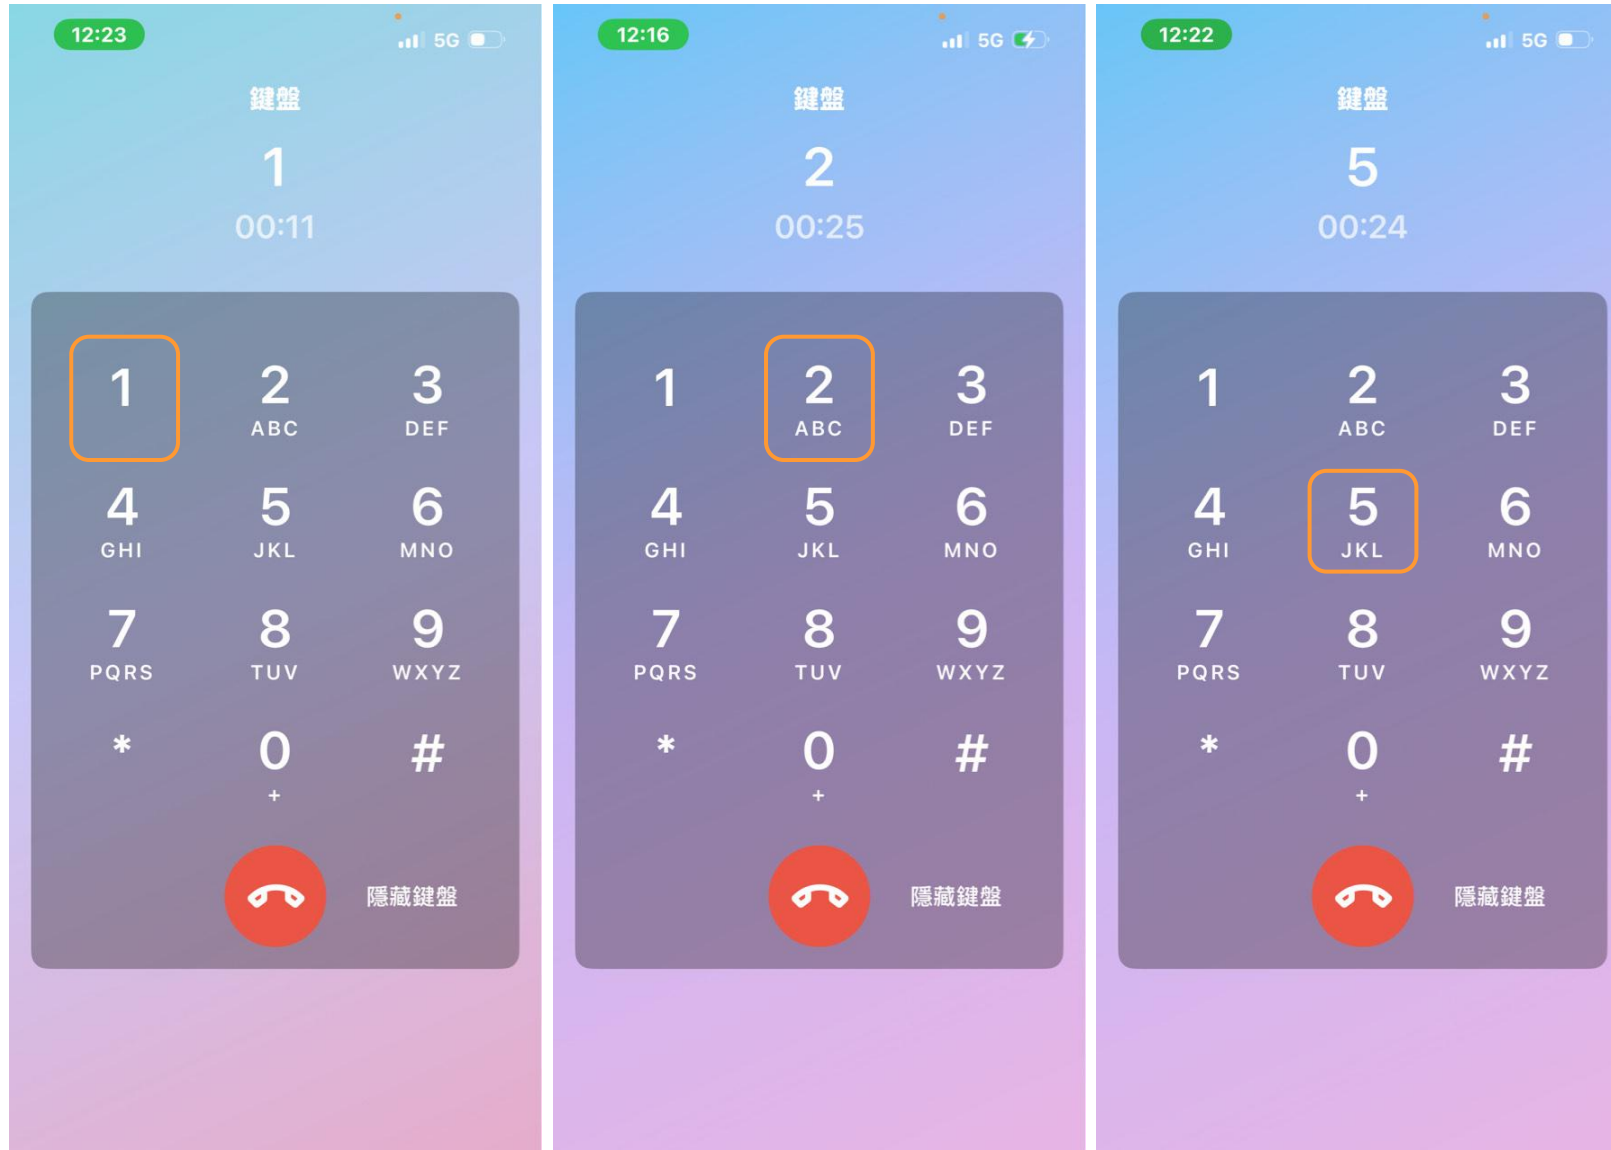 12:23
5G
鍵盤
1
00:11
1 2 3
ABC DEF
4 5 6
GHI JKL MNO
7 8 9
PQRS TUV WXYZ
* 0 #
+
隱藏鍵盤
12:16
5G
鍵盤
2
00:25
1 2 3
ABC DEF
4 5 6
GHI JKL MNO
7 8 9
PQRS TUV WXYZ
* 0 #
+
隱藏鍵盤
12:22
5G
鍵盤
5
00:24
1 2 3
ABC DEF
4 5 6
GHI JKL MNO
7 8 9
PQRS TUV WXYZ
* 0 #
+
隱藏鍵盤